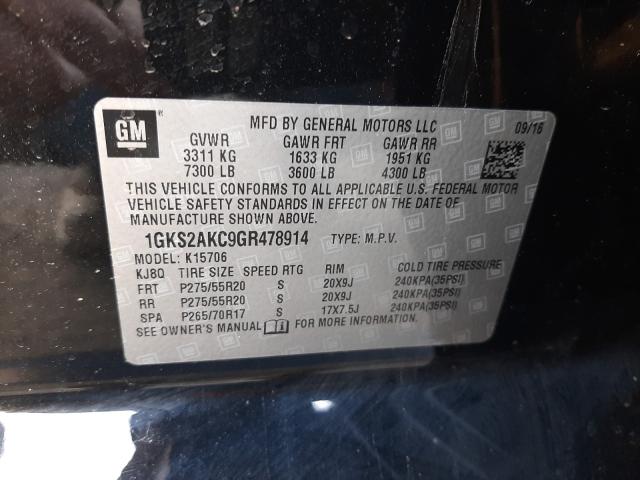 GM
®
MFD BY GENERAL MOTORS LLC 09/16
GVWR GAWR FRT GAWR RR
3311 KG 1633 KG 1951 KG
7300 LB 3600 LB 4300 LB
THIS VEHICLE CONFORMS TO ALL APPLICABLE U.S. FEDERAL MOTOR
VEHICLE SAFETY STANDARDS IN EFFECT ON THE DATE OF
MANUFACTURE SHOWN ABOVE.
1GKS2AKC9GR478914 TYPE: M.P.V.
MODEL: K15706
KJ8Q TIRE SIZE SPEED RTG RIM COLD TIRE PRESSURE
FRT P275/55R20 S 20X9J 240KPA(35PSI)
RR P275/55R20 S 20X9J 240KPA(35PSI)
SPA P265/70R17 S 17X7.5J 240KPA(35PSI)
SEE OWNER'S MANUAL FOR MORE INFORMATION.